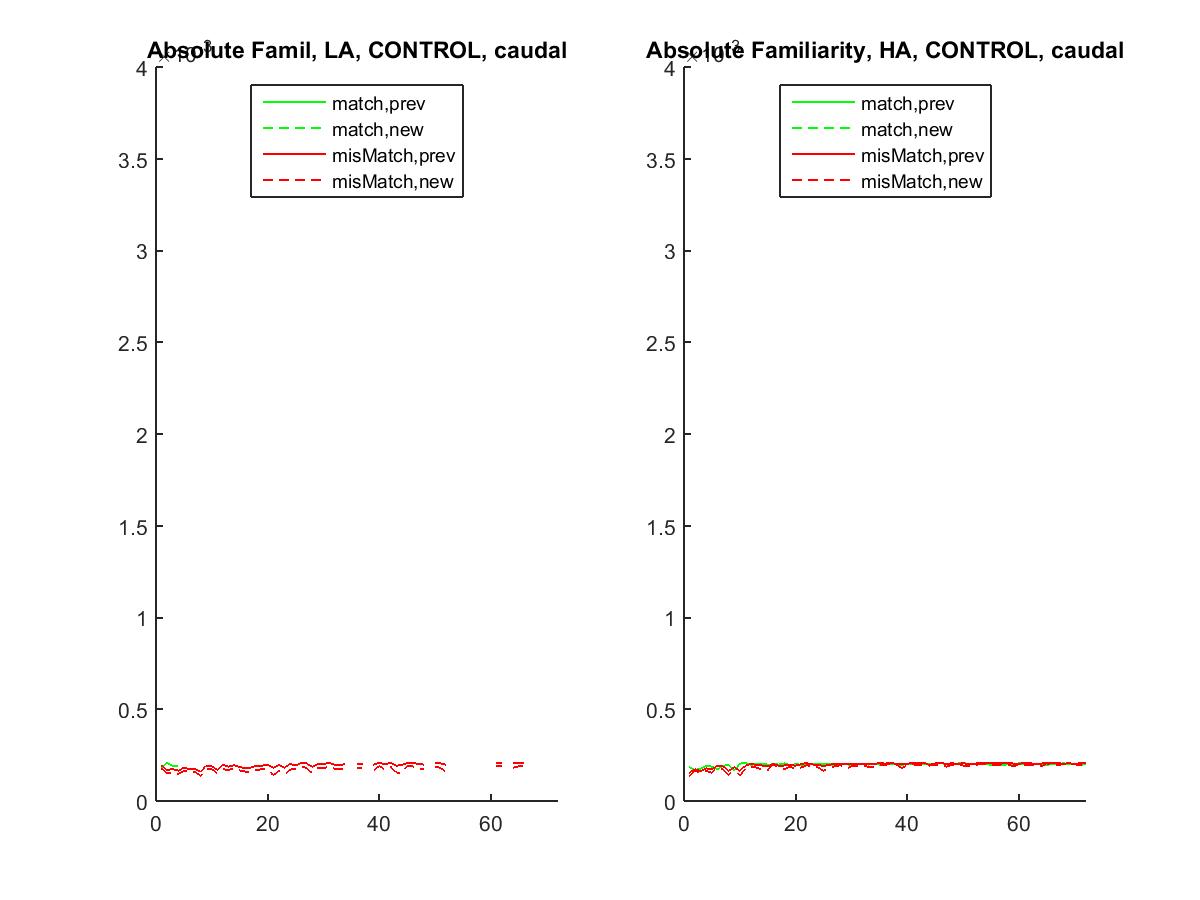 Absolute Famil, LA, CONTROL, caudal
4
3.5
3
2.5
2
1.5
1
0.5
0
0 20 40 60
match,prev
match,new
misMatch,prev
misMatch,new
Absolute Familiarity, HA, CONTROL, caudal
4
3.5
3
2.5
2
1.5
1
0.5
0
0 20 40 60
match,prev
match,new
misMatch,prev
misMatch,new